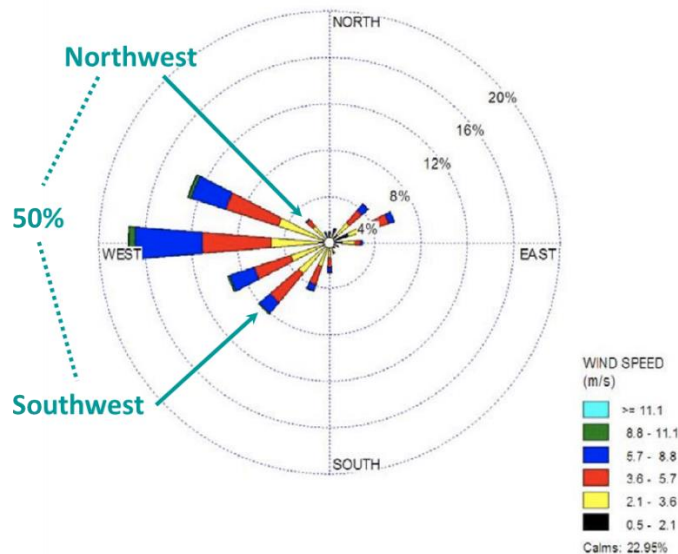 NORTH
Northwest
20%
16%
12%
8%
4%
50%
WEST
EAST
Southwest
SOUTH
WIND SPEED
(m/s)
>= 11.1
8.8 - 11.1
5.7 - 8.8
3.6 - 5.7
2.1 - 3.6
0.5 - 2.1
Calms: 22.95%